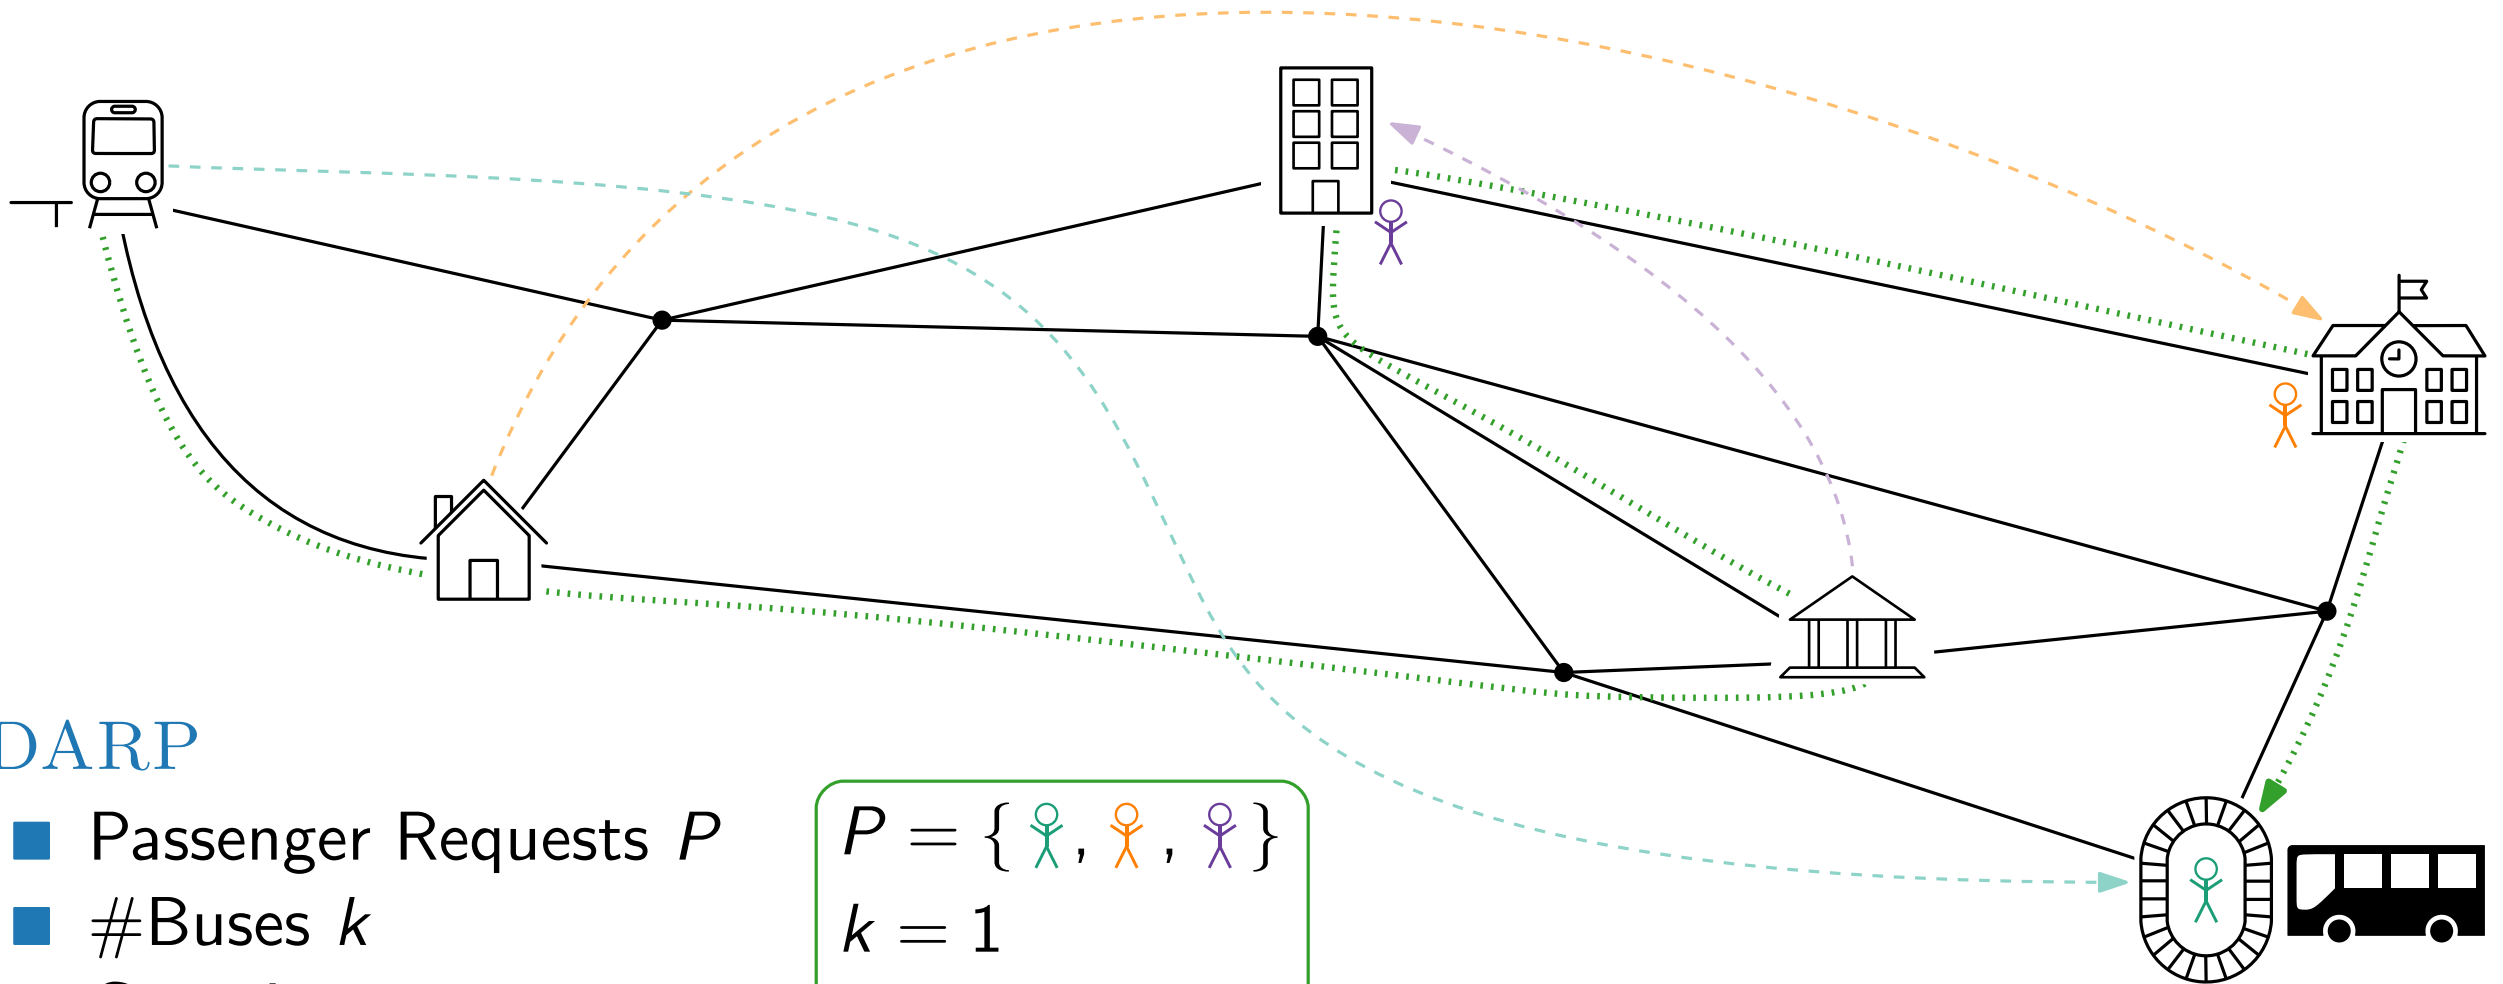 DARP
Passenger Requests P
#Buses k
P = { , , }
k = 1